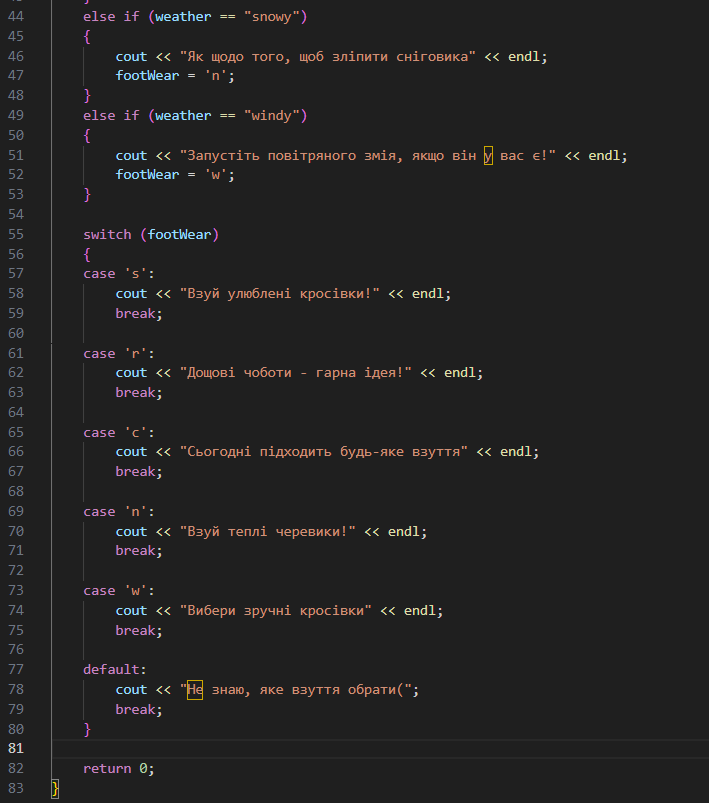 44 else if (weather == "snowy")
45 {
46 cout << "Як щодо того, щоб зліпити сніговика" << endl;
47 footWear = 'n';
48 }
49 else if (weather == "windy")
50 {
51 cout << "Запустіть повітряного змія, якщо він у вас є!" << endl;
52 footWear = 'w';
53 }
54
55 switch (footWear)
56 {
57 case 's':
58 cout << "Взуй улюблені кросівки!" << endl;
59 break;
60
61 case 'r':
62 cout << "Дощові чоботи - гарна ідея!" << endl;
63 break;
64
65 case 'c':
66 cout << "Сьогодні підходить будь-яке взуття" << endl;
67 break;
68
69 case 'n':
70 cout << "Взуй теплі черевики!" << endl;
71 break;
72
73 case 'w':
74 cout << "Вибери зручні кросівки" << endl;
75 break;
76
77 default:
78 cout << "Не знаю, яке взуття обрати(";
79 break;
80 }
81
82 return 0;
83 }